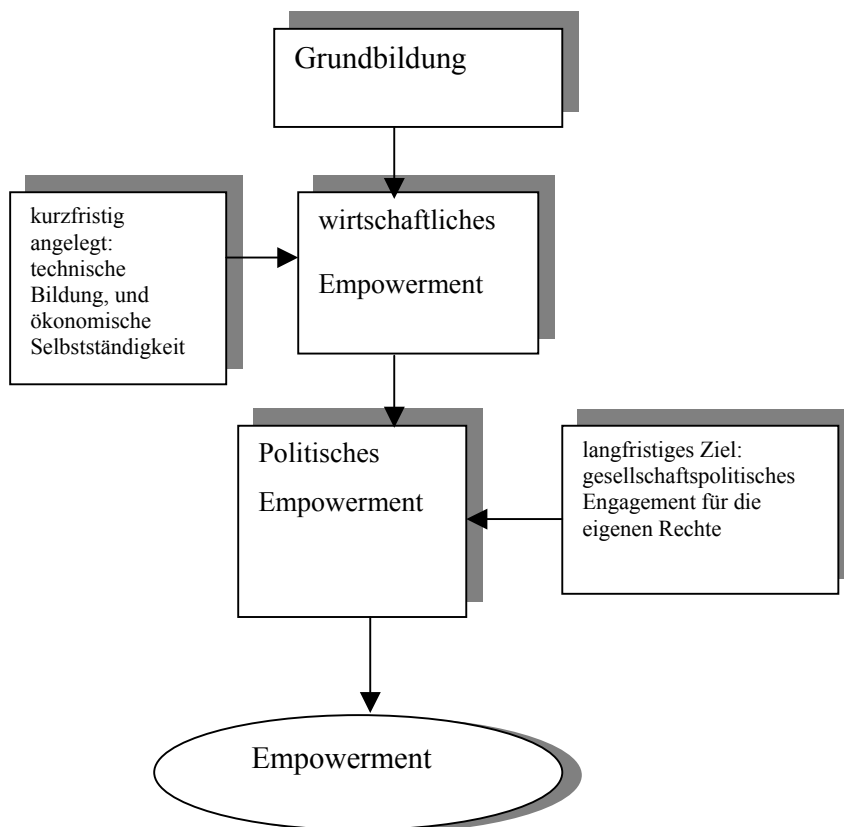 Grundbildung
kurzfristig
angelegt:
technische
Bildung, und
ökonomische
Selbstständigkeit
wirtschaftliches
Empowerment
Politisches
Empowerment
langfristiges Ziel:
gesellschaftspolitisches
Engagement für die
eigenen Rechte
Empowerment